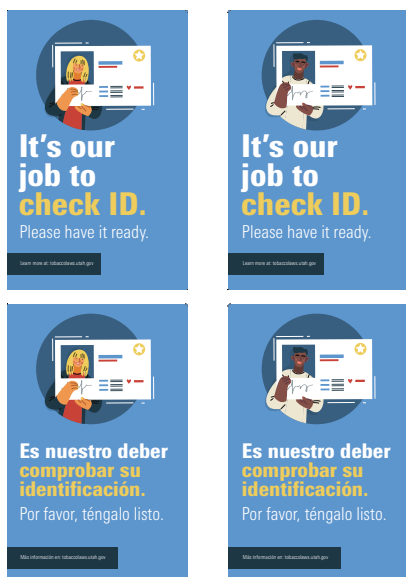 It's our
job to
check ID.
Please have it ready.
Learn more at: tobaccolaws.utah.gov
It's our
job to
check ID.
Please have it ready.
Learn more at: tobaccolaws.utah.gov
Es nuestro deber
comprobar su
identificación.
Por favor, téngalo listo.
Más información en: tobaccolaws.utah.gov
Es nuestro deber
comprobar su
identificación.
Por favor, téngalo listo.
Más información en: tobaccolaws.utah.gov